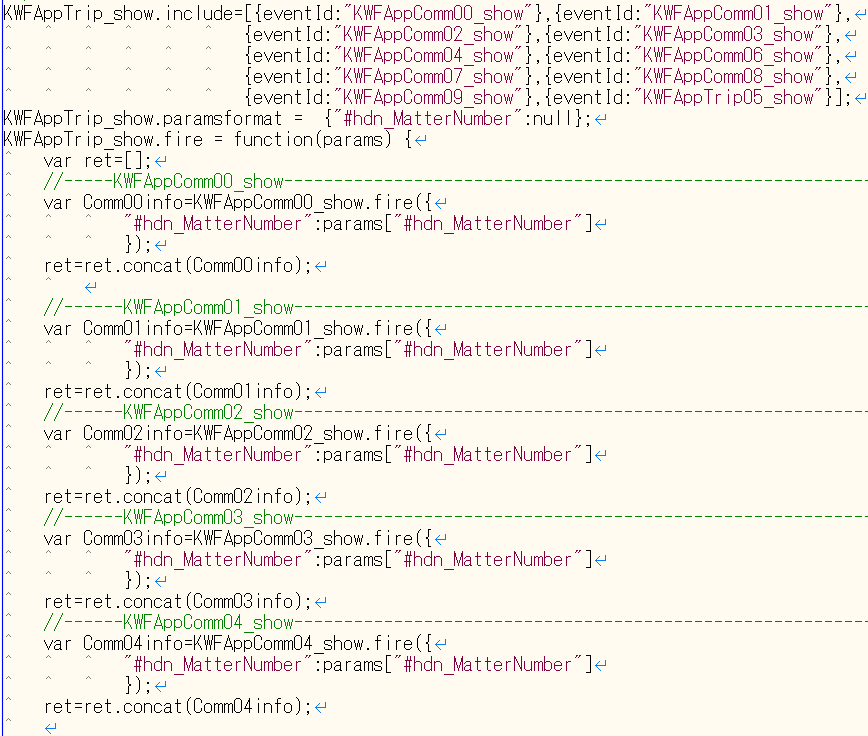 KWFAppTrip_show.include=[{eventId:"KWFAppComm00_show"},{eventId:"KWFAppComm01_show"},
{eventId:"KWFAppComm02_show"},{eventId:"KWFAppComm03_show"},
{eventId:"KWFAppComm04_show"},{eventId:"KWFAppComm06_show"},
{eventId:"KWFAppComm07_show"},{eventId:"KWFAppComm08_show"},
{eventId:"KWFAppComm09_show"},{eventId:"KWFAppTrip05_show"}];
KWFAppTrip_show.paramsformat =  {"#hdn_MatterNumber":null};
KWFAppTrip_show.fire = function(params) {
var ret=[];
//-----KWFAppComm00_show-----------------------------------------------------------
var Comm00info=KWFAppComm00_show.fire({
"#hdn_MatterNumber":params["#hdn_MatterNumber"]
});
ret=ret.concat(Comm00info);
//------KWFAppComm01_show----------------------------------------------------------
var Comm01info=KWFAppComm01_show.fire({
"#hdn_MatterNumber":params["#hdn_MatterNumber"]
});
ret=ret.concat(Comm01info);
//------KWFAppComm02_show----------------------------------------------------------
var Comm02info=KWFAppComm02_show.fire({
"#hdn_MatterNumber":params["#hdn_MatterNumber"]
});
ret=ret.concat(Comm02info);
//------KWFAppComm03_show----------------------------------------------------------
var Comm03info=KWFAppComm03_show.fire({
"#hdn_MatterNumber":params["#hdn_MatterNumber"]
});
ret=ret.concat(Comm03info);
//------KWFAppComm04_show----------------------------------------------------------
var Comm04info=KWFAppComm04_show.fire({
"#hdn_MatterNumber":params["#hdn_MatterNumber"]
});
ret=ret.concat(Comm04info);